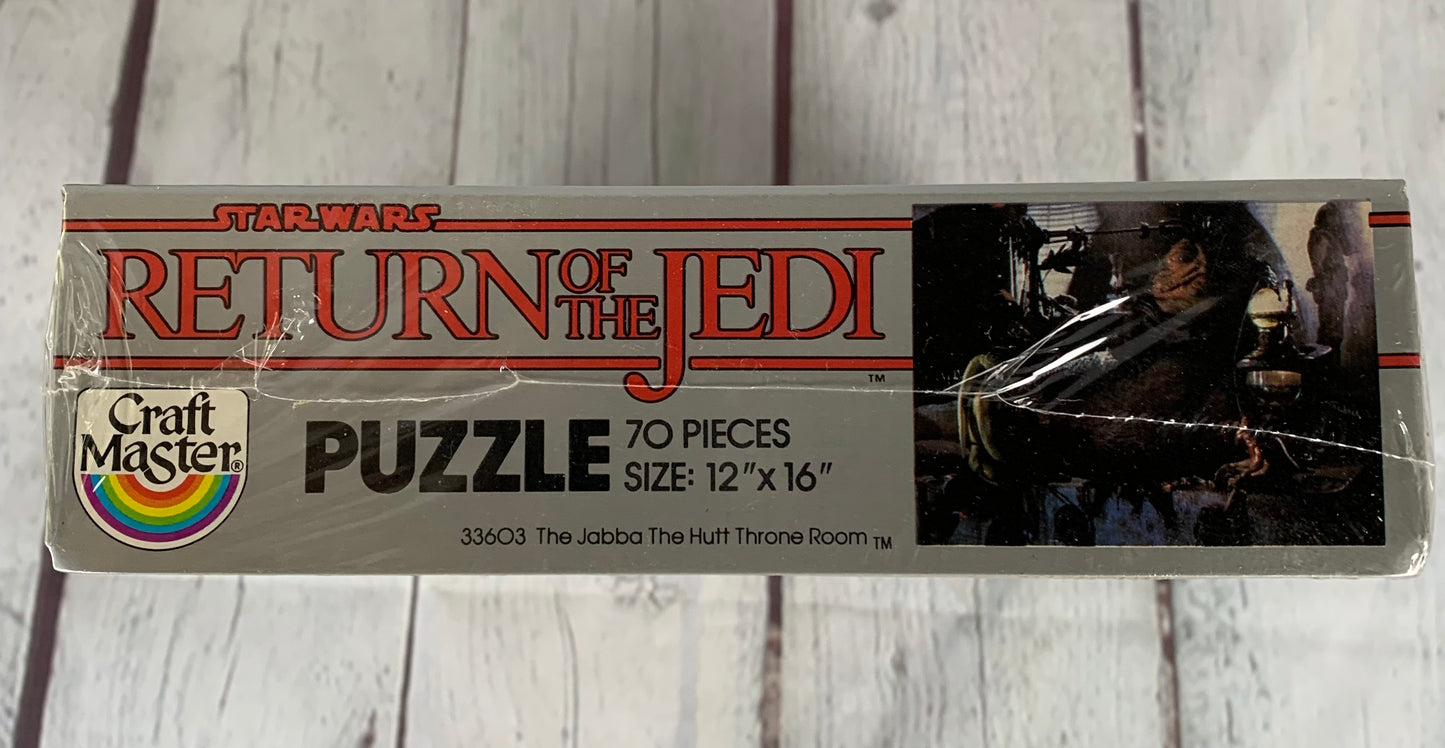 STAR WARS
RETURN OF THE JEDI
TM
Craft
Master®
PUZZLE
70 PIECES
SIZE: 12" x 16"
33603 The Jabba The Hutt Throne Room TM